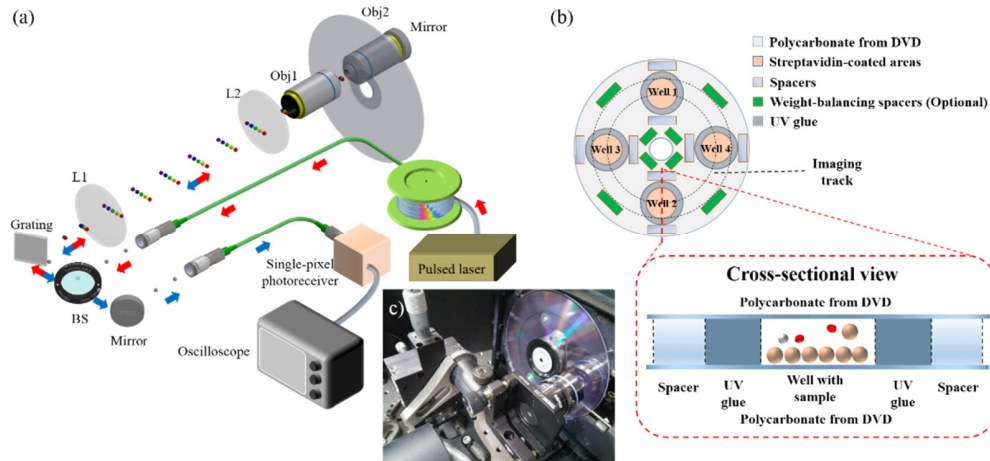 (a)
Obj2
Mirror
Obj1
L2
L1
Grating
BS
Mirror
Single-pixel
photoreceiver
Pulsed laser
Oscilloscope
c)
(b)
Polycarbonate from DVD
Streptavidin-coated areas
Spacers
Weight-balancing spacers (Optional)
UV glue
Well 1
Well 3
Well 4
Well 2
Imaging
track
Cross-sectional view
Polycarbonate from DVD
Spacer
UV
glue
Well with
sample
UV
glue
Spacer
Polycarbonate from DVD